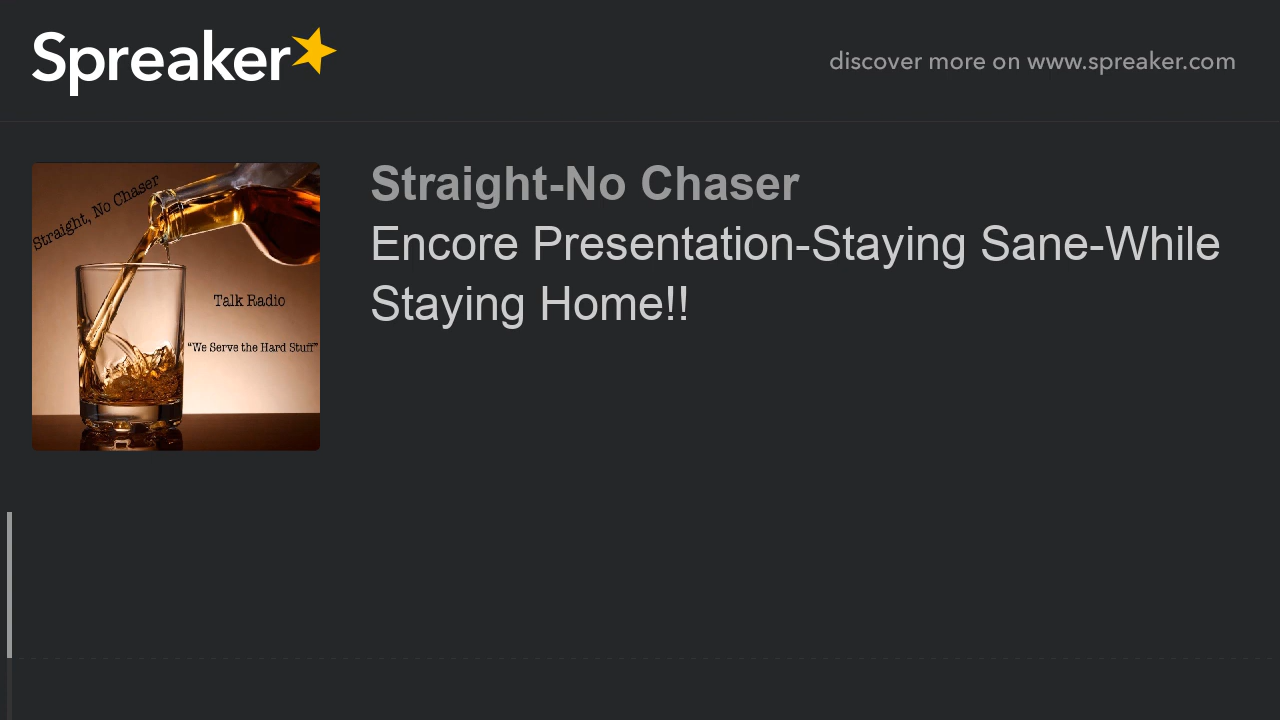 Spreaker
discover more on www.spreaker.com
Straight-No Chaser
Encore Presentation-Staying Sane-While
Staying Home!!
Straight, No Chaser
Talk Radio
“We Serve the Hard Stuff”